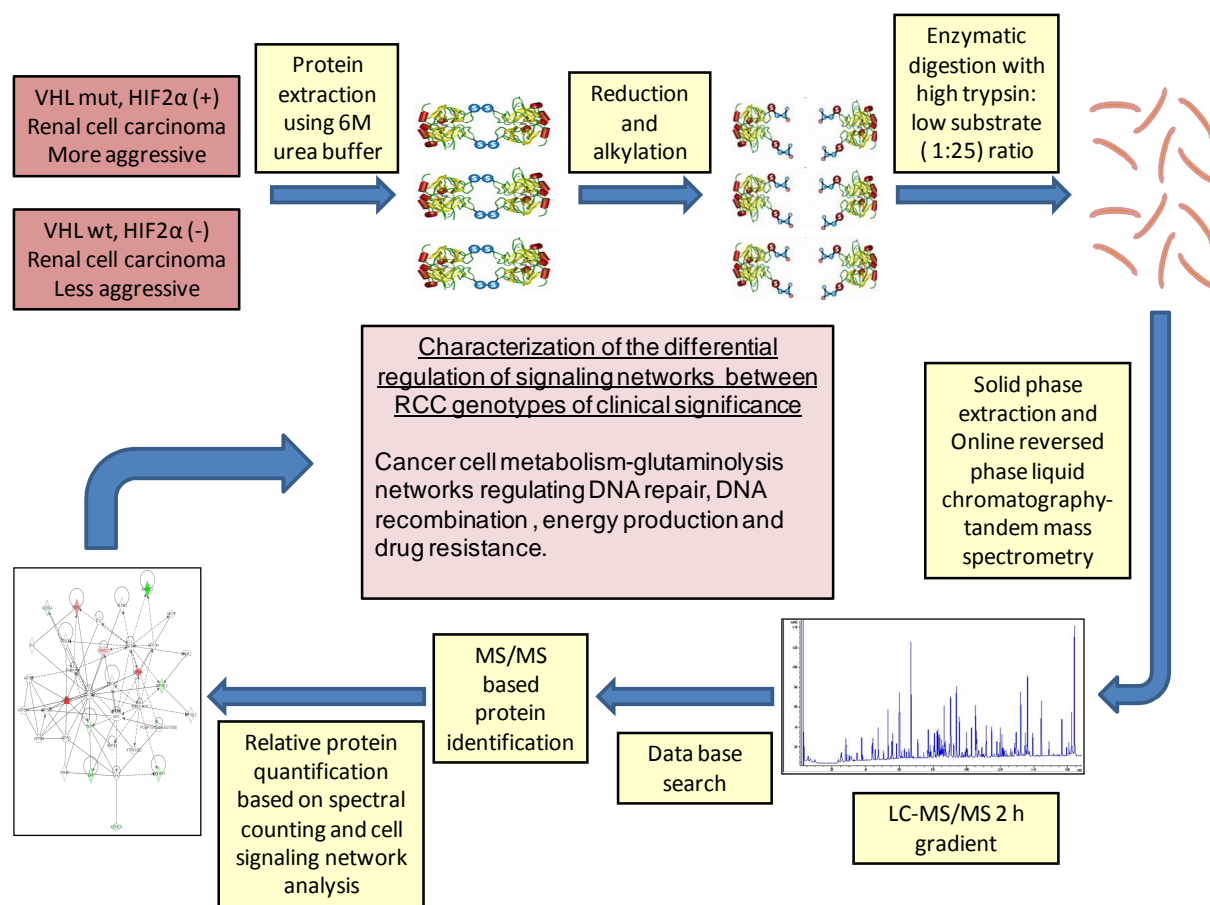 VHL mut, HIF2α (+)
Renal cell carcinoma
More aggressive
VHL wt, HIF2α (-)
Renal cell carcinoma
Less aggressive
Protein
extraction
using 6M
urea buffer
Reduction
and
alkylation
Enzymatic
digestion with
high trypsin:
low substrate
( 1:25) ratio
Solid phase
extraction and
Online reversed
phase liquid
chromatography-
tandem mass
spectrometry
LC-MS/MS 2 h
gradient
Data base
search
MS/MS
based
protein
identification
Relative protein
quantification
based on spectral
counting and cell
signaling network
analysis
Characterization of the differential
regulation of signaling networks between
RCC genotypes of clinical significance
Cancer cell metabolism-glutaminolysis
networks regulating DNA repair, DNA
recombination , energy production and
drug resistance.